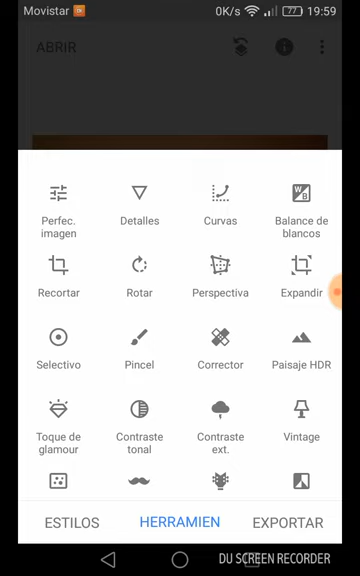 Movistar 0K/s 77 19:59
ABRIR
Perfec. imagen
Detalles
Curvas
Balance de blancos
W B
Recortar
Rotar
Perspectiva
Expandir
Selectivo
Pincel
Corrector
Paisaje HDR
Toque de glamour
Contraste tonal
Contraste ext.
Vintage
ESTILOS HERRAMIEN EXPORTAR
DU SCREEN RECORDER